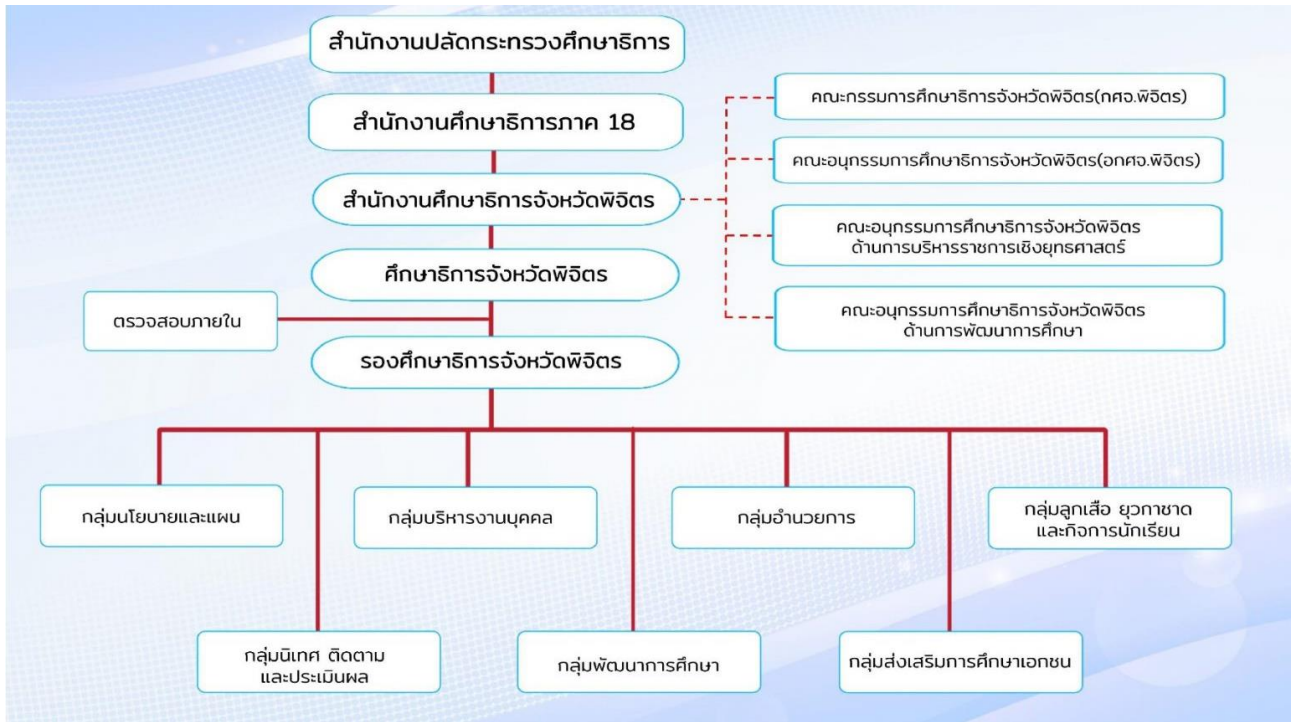 สำนักงานปลัดกระทรวงศึกษาธิการ
สำนักงานศึกษาธิการภาค 18
สำนักงานศึกษาธิการจังหวัดพิจิตร
ศึกษาธิการจังหวัดพิจิตร
ตรวจสอบภายใน
รองศึกษาธิการจังหวัดพิจิตร
คณะกรรมการศึกษาธิการจังหวัดพิจิตร(กศจ.พิจิตร)
คณะอนุกรรมการศึกษาธิการจังหวัดพิจิตร(อกศจ.พิจิตร)
คณะอนุกรรมการศึกษาธิการจังหวัดพิจิตร
ด้านการบริหารราชการเชิงยุทธศาสตร์
คณะอนุกรรมการศึกษาธิการจังหวัดพิจิตร
ด้านการพัฒนาการศึกษา
กลุ่มนโยบายและแผน
กลุ่มบริหารงานบุคคล
กลุ่มอำนวยการ
กลุ่มลูกเสือ ยุวกาชาด
และกิจการนักเรียน
กลุ่มนิเทศ ติดตาม
และประเมินผล
กลุ่มพัฒนาการศึกษา
กลุ่มส่งเสริมการศึกษาเอกชน